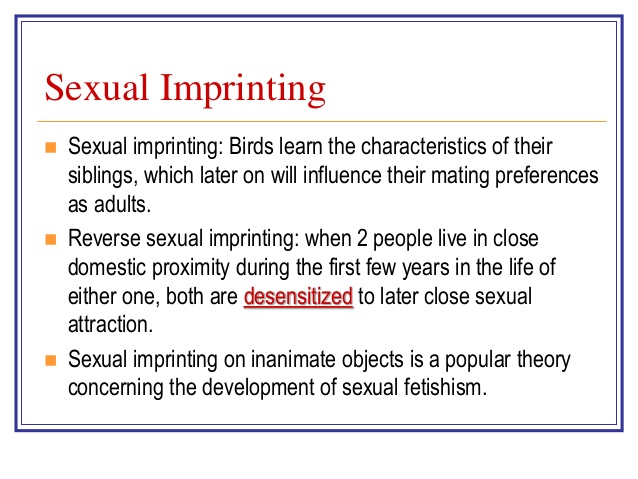 Sexual Imprinting
Sexual imprinting: Birds learn the characteristics of their
siblings, which later on will influence their mating preferences
as adults.
Reverse sexual imprinting: when 2 people live in close
domestic proximity during the first few years in the life of
either one, both are desensitized to later close sexual
attraction.
Sexual imprinting on inanimate objects is a popular theory
concerning the development of sexual fetishism.